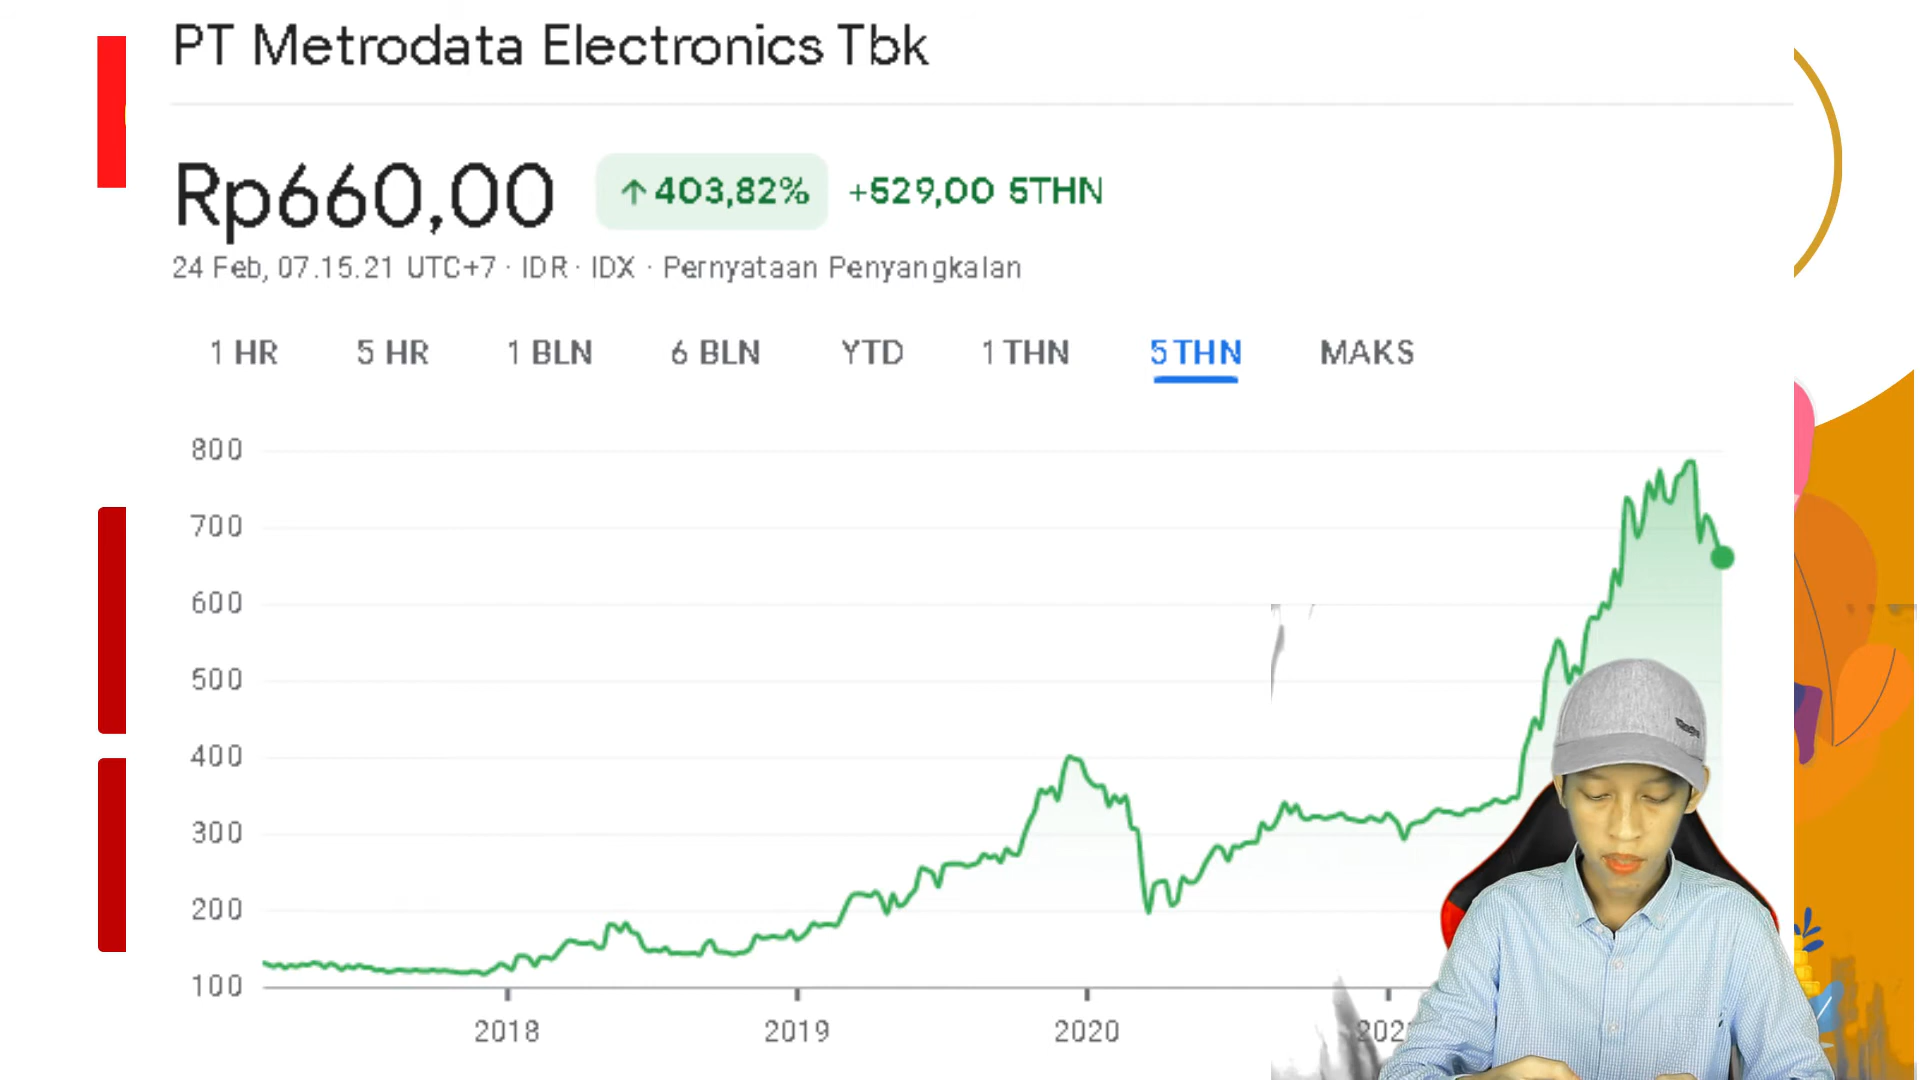 PT Metrodata Electronics Tbk
Rp660,00 ↑403,82% +529,00 5THN
24 Feb, 07.15.21 UTC+7 · IDR · IDX · Pernyataan Penyangkalan
1 HR 5 HR 1 BLN 6 BLN YTD 1 THN 5 THN MAKS
800
700
600
500
400
300
200
100
2018 2019 2020